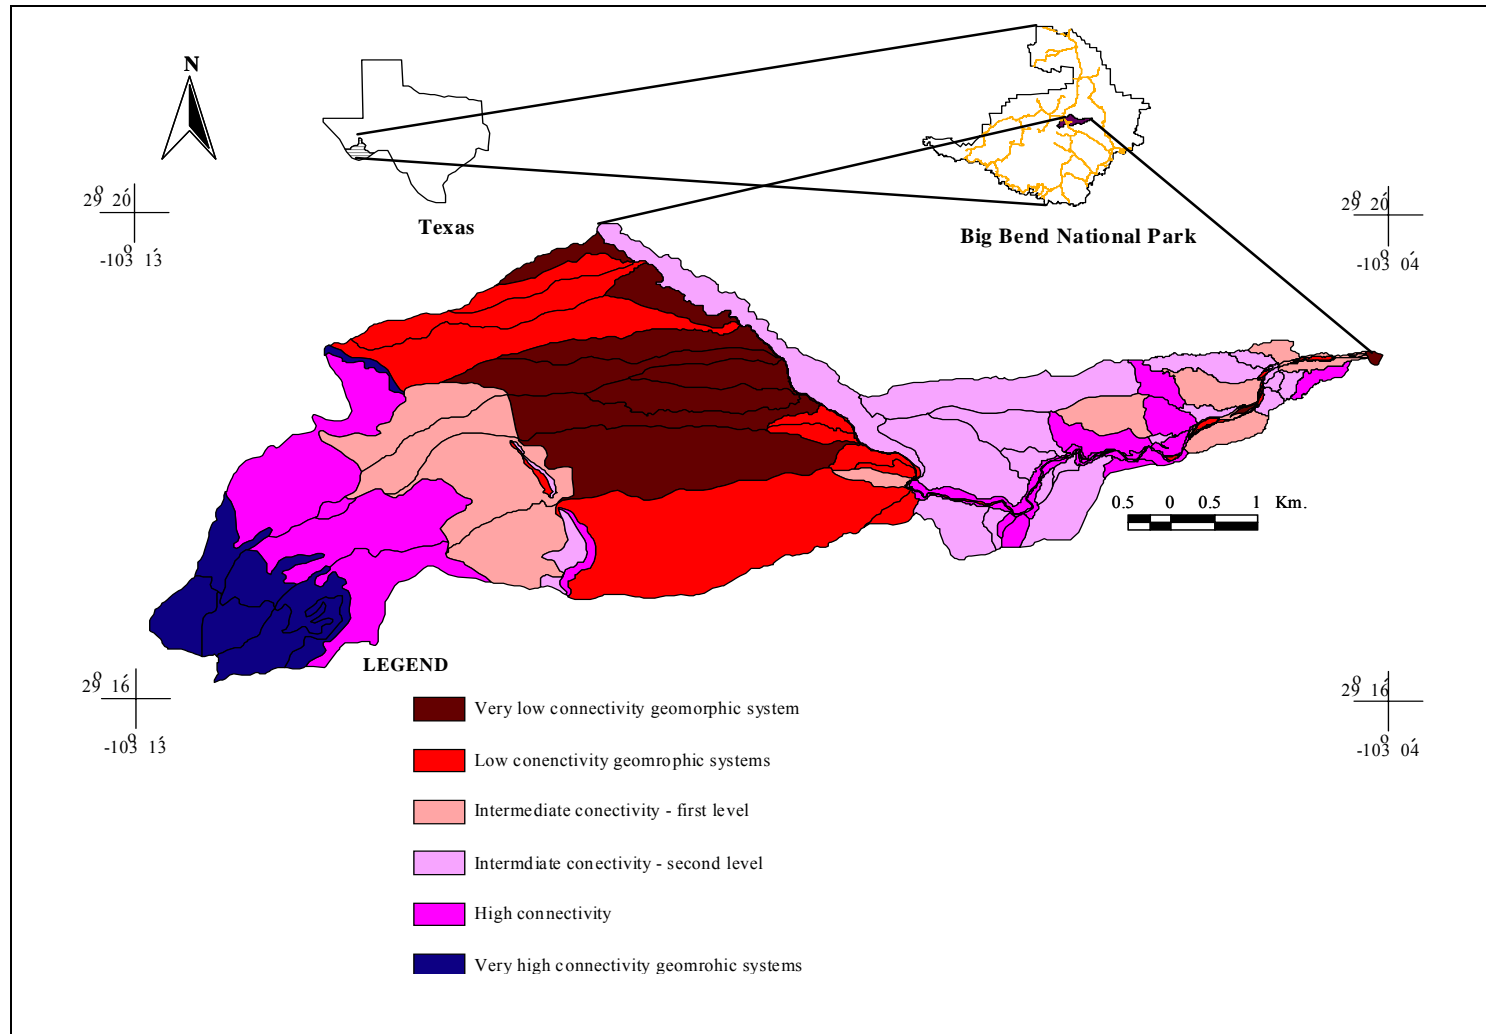 N
29° 20´
-103° 13´
Texas
Big Bend National Park
29° 20´
-103° 04´
0.5 0 0.5 1 Km.
LEGEND
29° 16´
-103° 13´
29° 16´
-103° 04´
Very low connectivity geomorphic system
Low conenctivity geomrophic systems
Intermediate conectivity - first level
Intermdiate conectivity - second level
High connectivity
Very high connectivity geomrohic systems